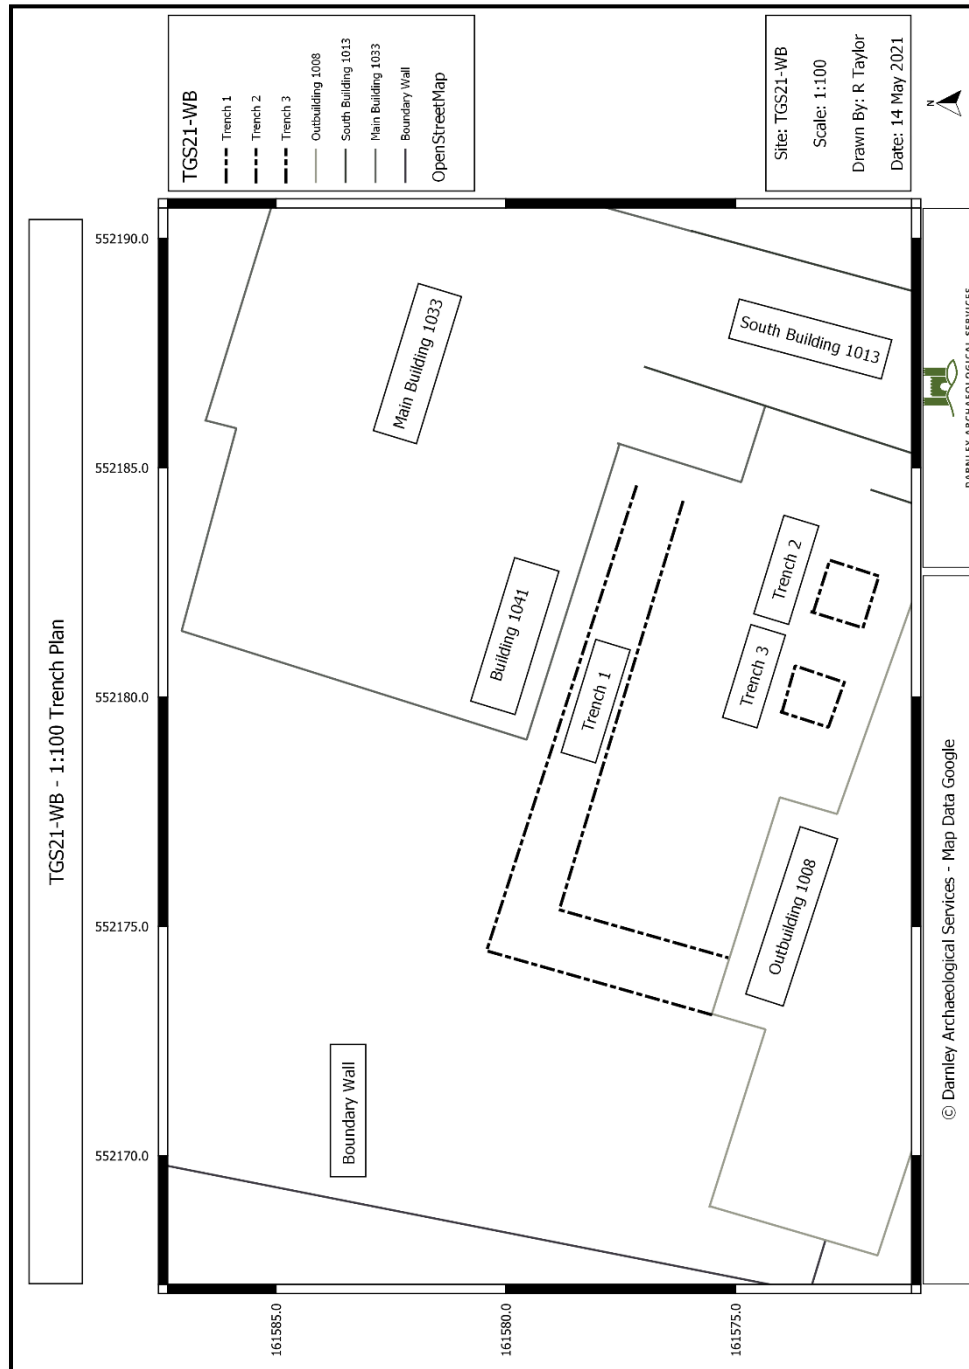 TGS21-WB - 1:100 Trench Plan
552190.0
552185.0
552180.0
552175.0
552170.0
161585.0
161580.0
161575.0
Main Building 1033
South Building 1013
Building 1041
Trench 1
Trench 2
Trench 3
Outbuilding 1008
Boundary Wall
TGS21-WB
Trench 1
Trench 2
Trench 3
Outbuilding 1008
South Building 1013
Main Building 1033
Boundary Wall
OpenStreetMap
Site: TGS21-WB
Scale: 1:100
Drawn By: R Taylor
Date: 14 May 2021
N
© Darnley Archaeological Services - Map Data Google
DARNLEY ARCHAEOLOGICAL SERVICES